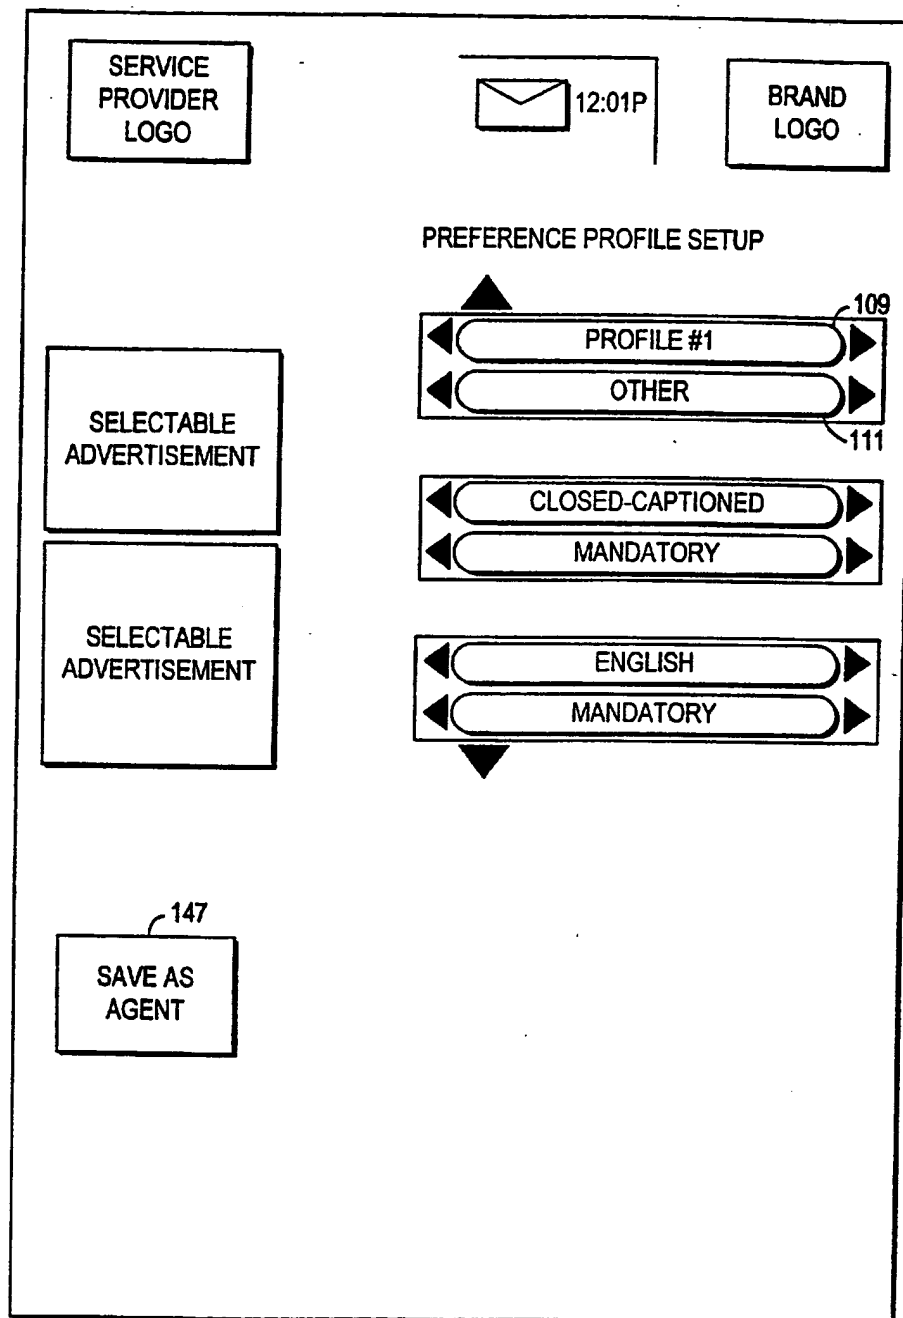 SERVICE
PROVIDER
LOGO
12:01P
BRAND
LOGO
PREFERENCE PROFILE SETUP
109
PROFILE #1
OTHER
111
SELECTABLE
ADVERTISEMENT
CLOSED-CAPTIONED
MANDATORY
SELECTABLE
ADVERTISEMENT
ENGLISH
MANDATORY
147
SAVE AS
AGENT